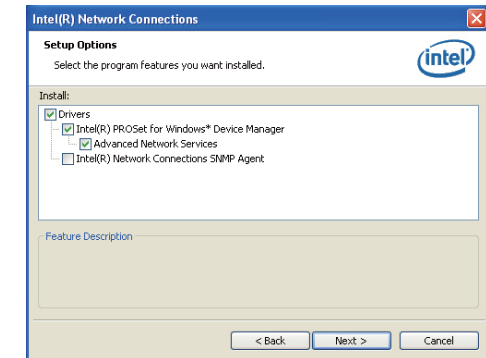 Intel(R) Network Connections
Setup Options
Select the program features you want installed.
intel
Install:
Drivers
Intel(R) PROSet for Windows* Device Manager
Advanced Network Services
Intel(R) Network Connections SNMP Agent
Feature Description
< Back
Next >
Cancel